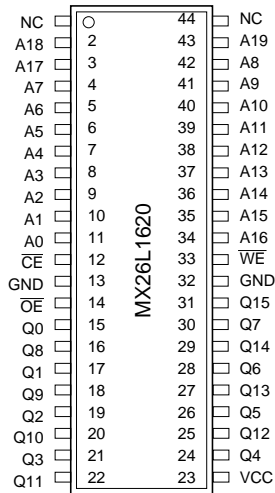 NC 44 NC
A18 2 43 A19
A17 3 42 A8
A7 4 41 A9
A6 5 40 A10
A5 6 39 A11
A4 7 38 A12
A3 8 37 A13
A2 9 36 A14
A1 10 35 A15
A0 11 34 A16
CE 12 33 WE
GND 13 32 GND
OE 14 31 Q15
Q0 15 30 Q7
Q8 16 29 Q14
Q1 17 28 Q6
Q9 18 27 Q13
Q2 19 26 Q5
Q10 20 25 Q12
Q3 21 24 Q4
Q11 22 23 VCC
MX26L1620